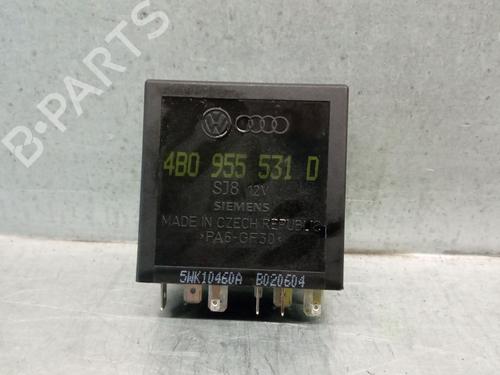 B-PARTS
4B0 955 531 D
SJ8 12V
SIEMENS
MADE IN CZECH REPUBLIC
>PA6-GF30<
5WK10460A B020604